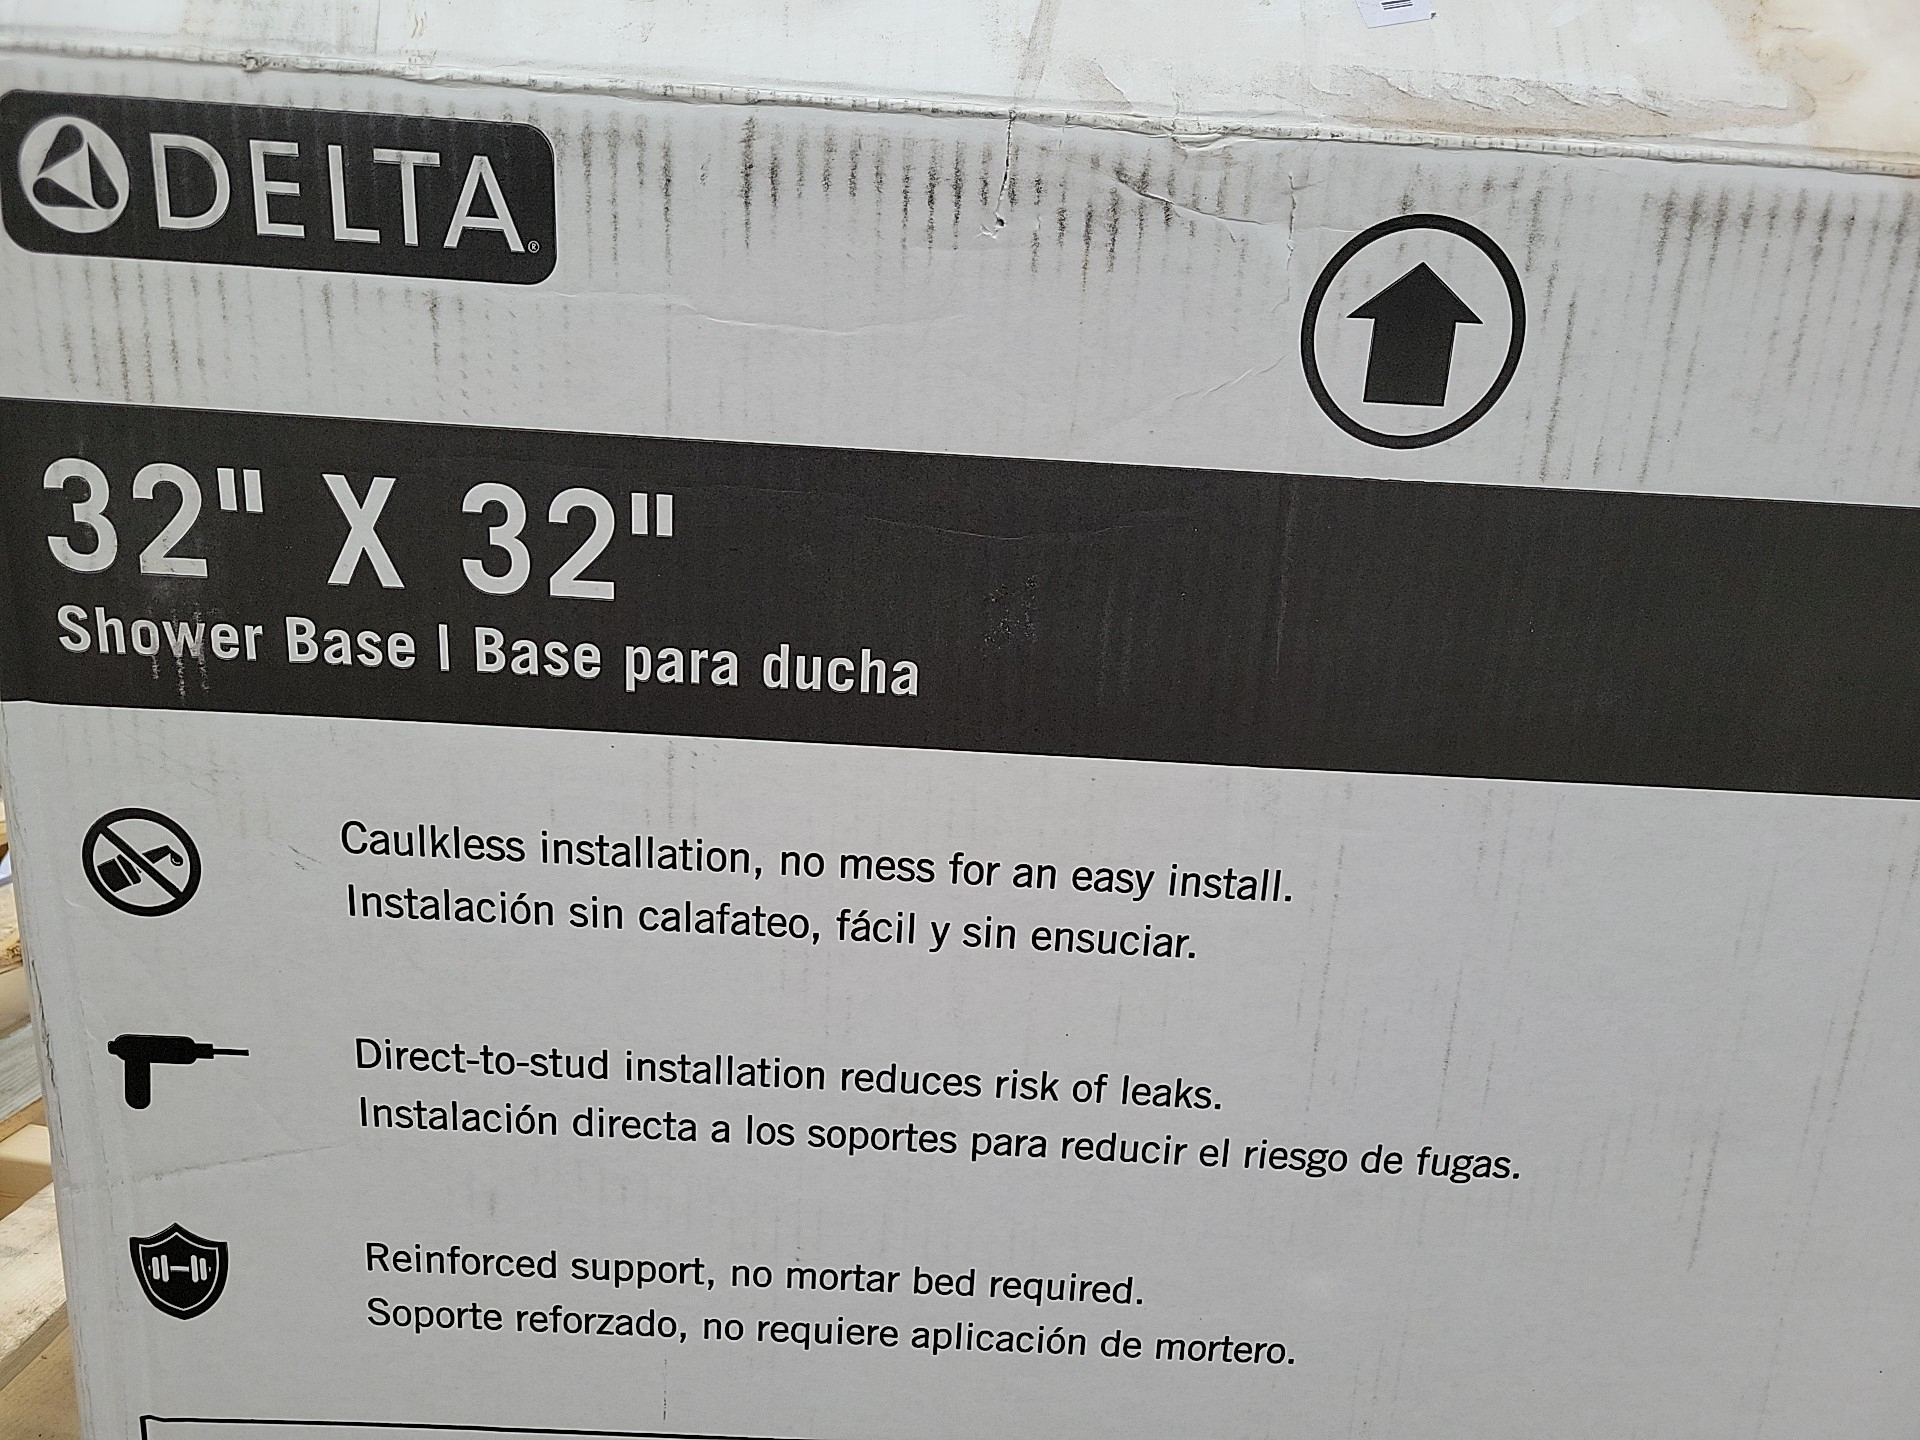 DELTA®
32" X 32"
Shower Base | Base para ducha
Caulkless installation, no mess for an easy install.
Instalación sin calafateo, fácil y sin ensuciar.
Direct-to-stud installation reduces risk of leaks.
Instalación directa a los soportes para reducir el riesgo de fugas.
Reinforced support, no mortar bed required.
Soporte reforzado, no requiere aplicación de mortero.